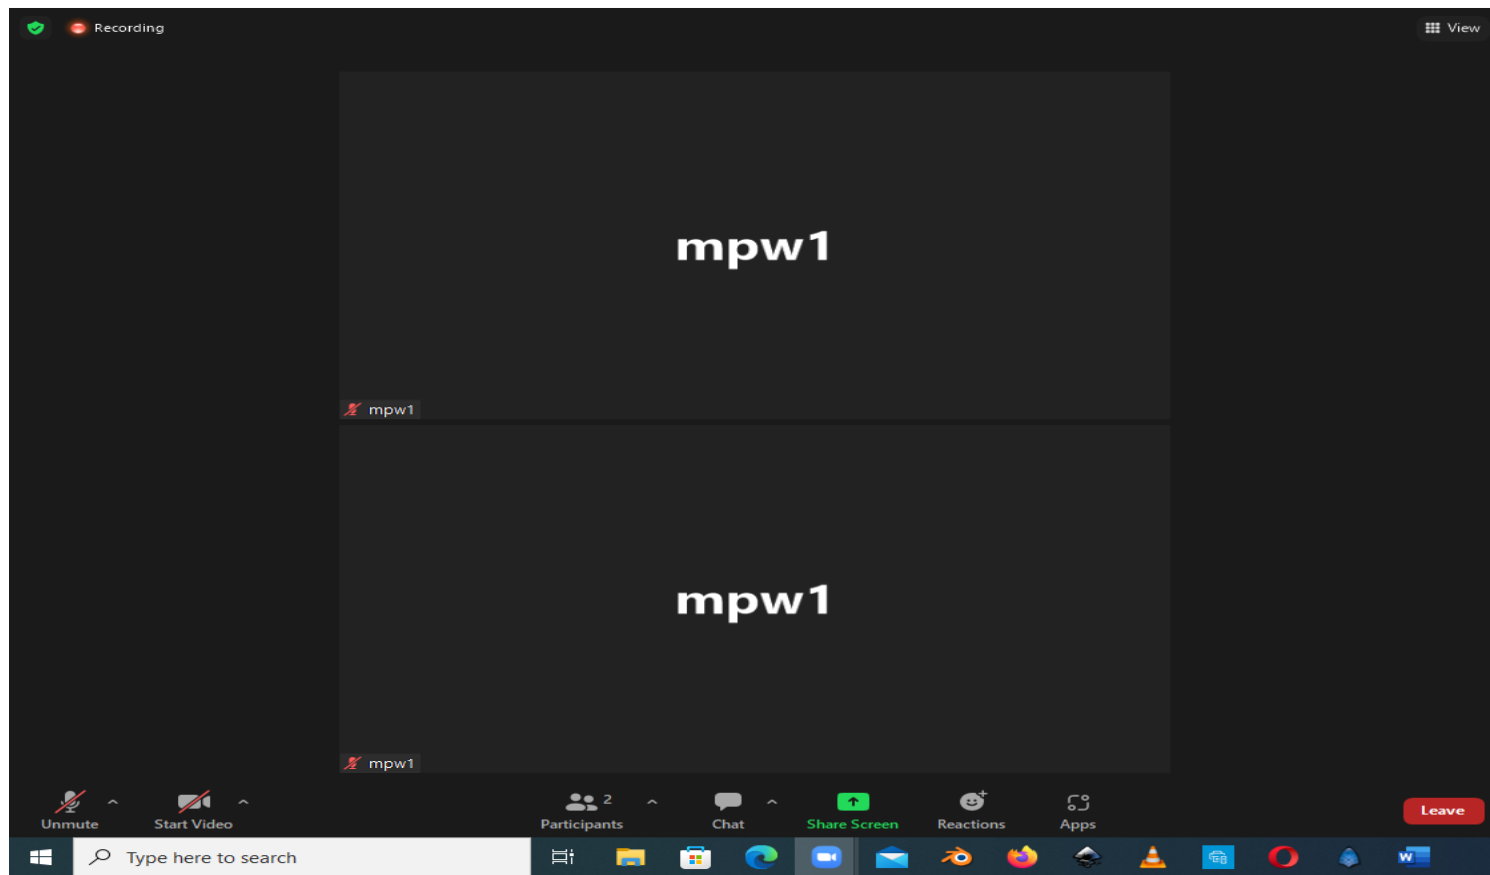 Recording
View
mpw1
mpw1
mpw1
mpw1
Unmute
Start Video
2
Participants
Chat
Share Screen
Reactions
Apps
Leave
Type here to search
W